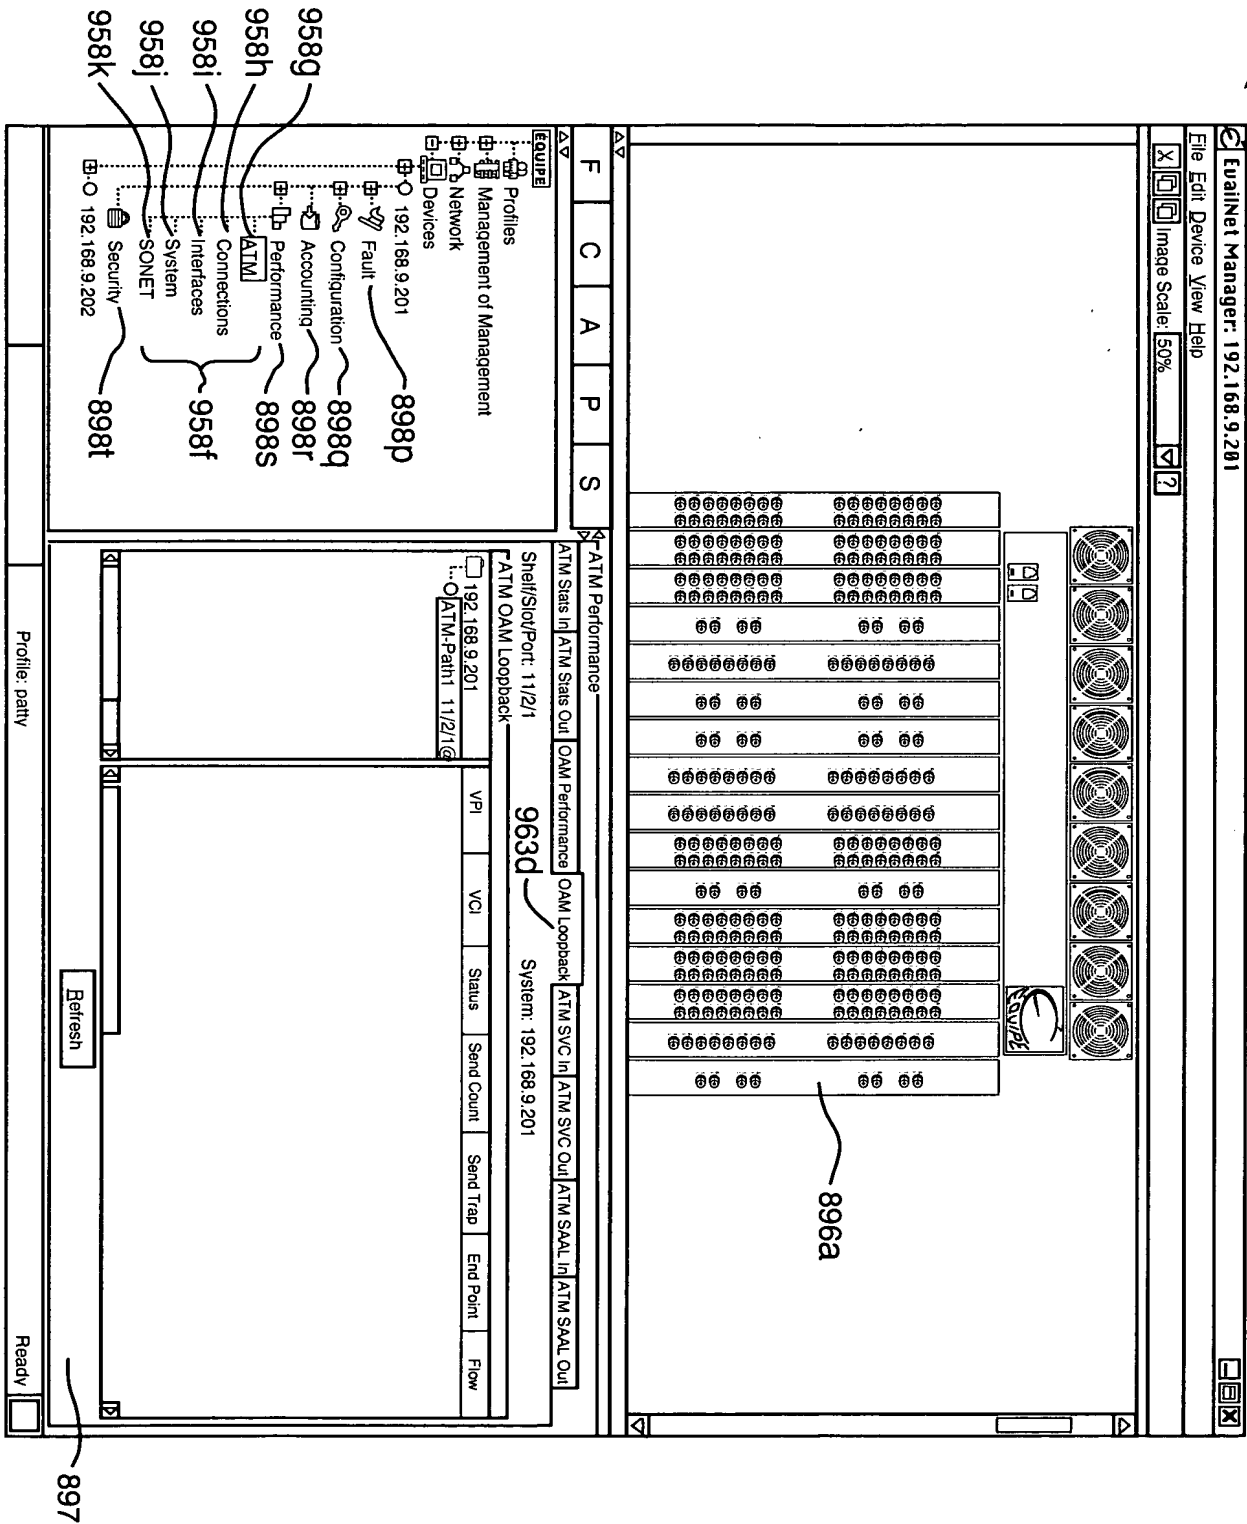 EuailNet Manager: 192.168.9.201
File Edit Device View Help
Image Scale: 50%
?
EQUIPE
896a
F C A P S
EQUIPE
Profiles
Management of Management
Network
Devices
192.168.9.201
Fault
Configuration
Accounting
Performance
ATM
Connections
Interfaces
System
SONET
Security
192.168.9.202
898p
898q
898r
898s
958f
898t
958g
958h
958i
958j
958k
ATM Performance
ATM Stats In ATM Stats Out OAM Performance OAM Loopback ATM SVC In ATM SVC Out ATM SAAL In ATM SAAL Out
Shelf/Slot/Port: 11/2/1 System: 192.168.9.201
963d
ATM OAM Loopback
192.168.9.201
ATM-Path1 11/2/1@
VPI VCI Status Send Count Send Trap End Point Flow
Refresh
897
Profile: patty Ready